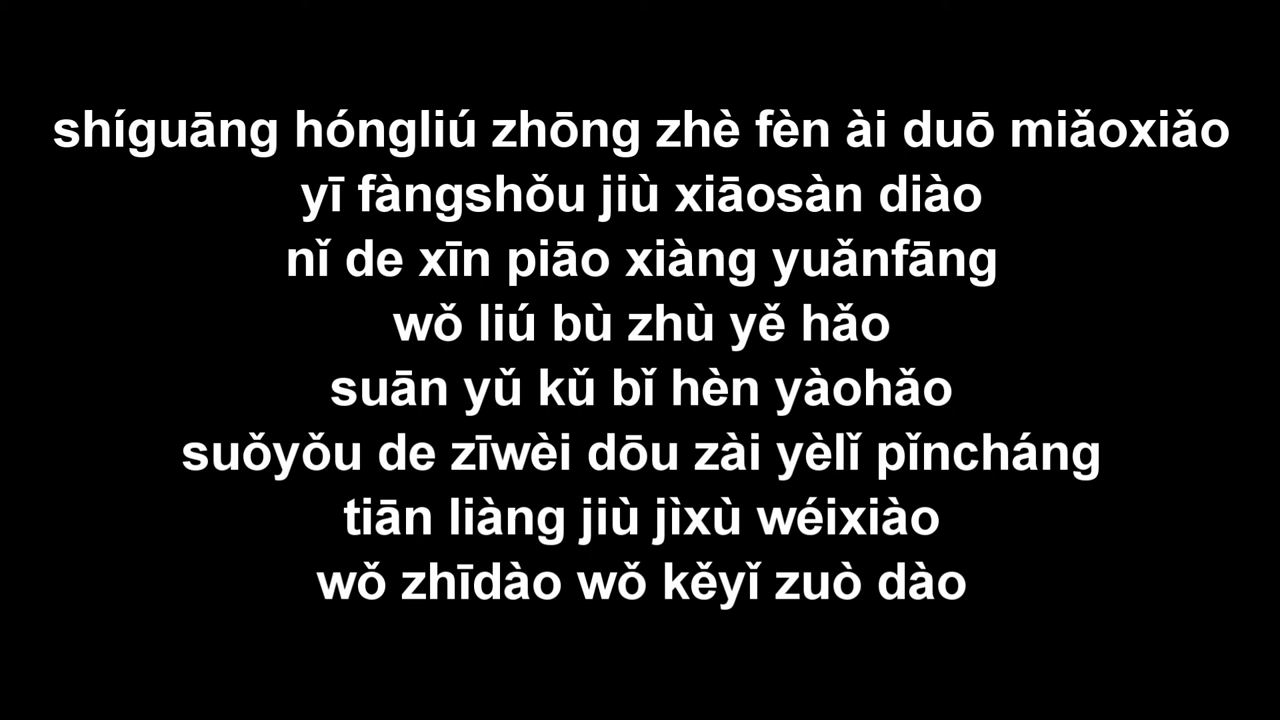 shíguāng hóngliú zhōng zhè fèn ài duō miǎoxiǎo
yī fàngshǒu jiù xiāosàn diào
nǐ de xīn piāo xiàng yuǎnfāng
wǒ liú bù zhù yě hǎo
suān yǔ kǔ bǐ hèn yàohǎo
suǒyǒu de zīwèi dōu zài yèlǐ pǐncháng
tiān liàng jiù jìxù wéixiào
wǒ zhīdào wǒ kěyǐ zuò dào